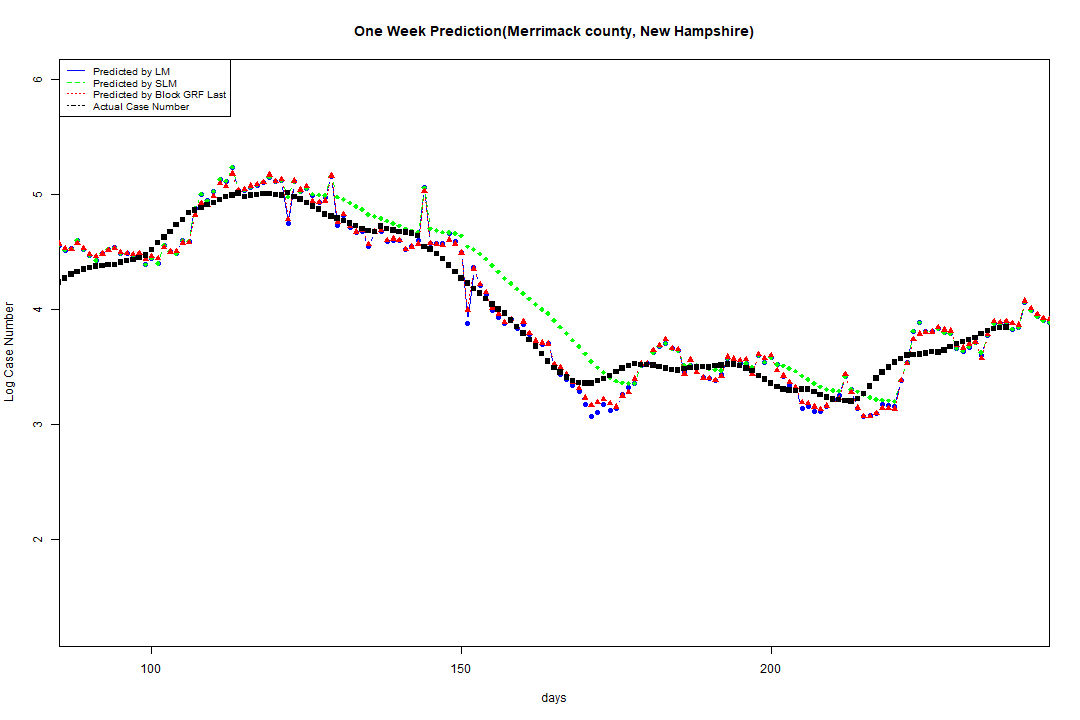 One Week Prediction(Merrimack county, New Hampshire)
Predicted by LM
Predicted by SLM
Predicted by Block GRF Last
Actual Case Number
6
5
4
3
2
Log Case Number
100 150 200
days